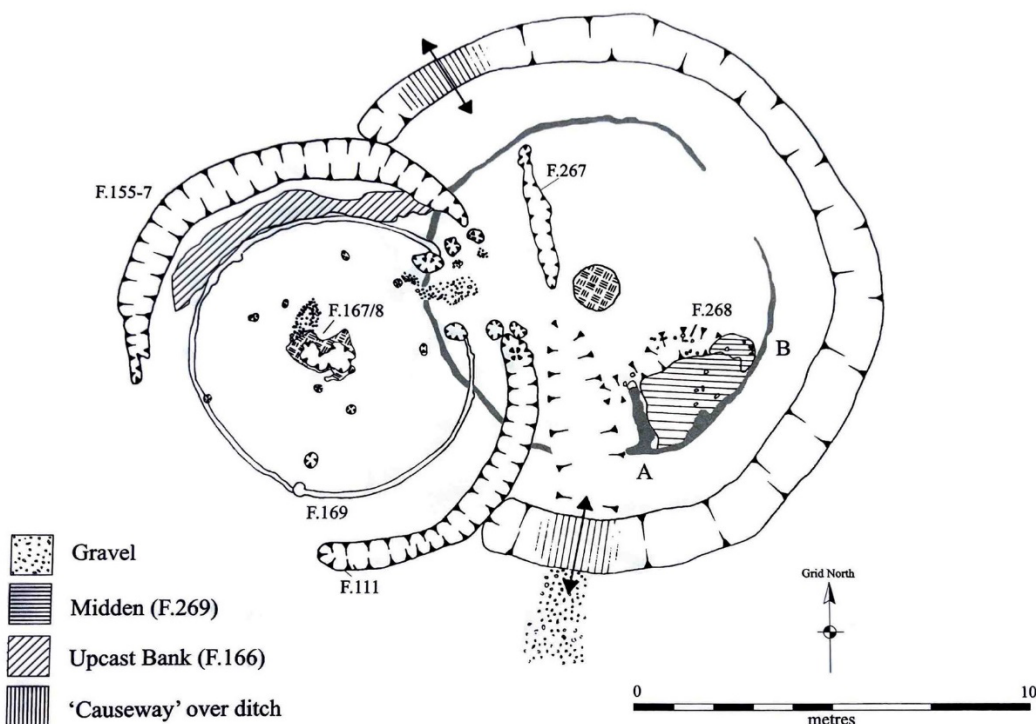 F.155-7
F.267
F.167/8
F.268
B
A
F.169
F.111
Gravel
Midden (F.269)
Upcast Bank (F.166)
'Causeway' over ditch
Grid North
0
10
metres